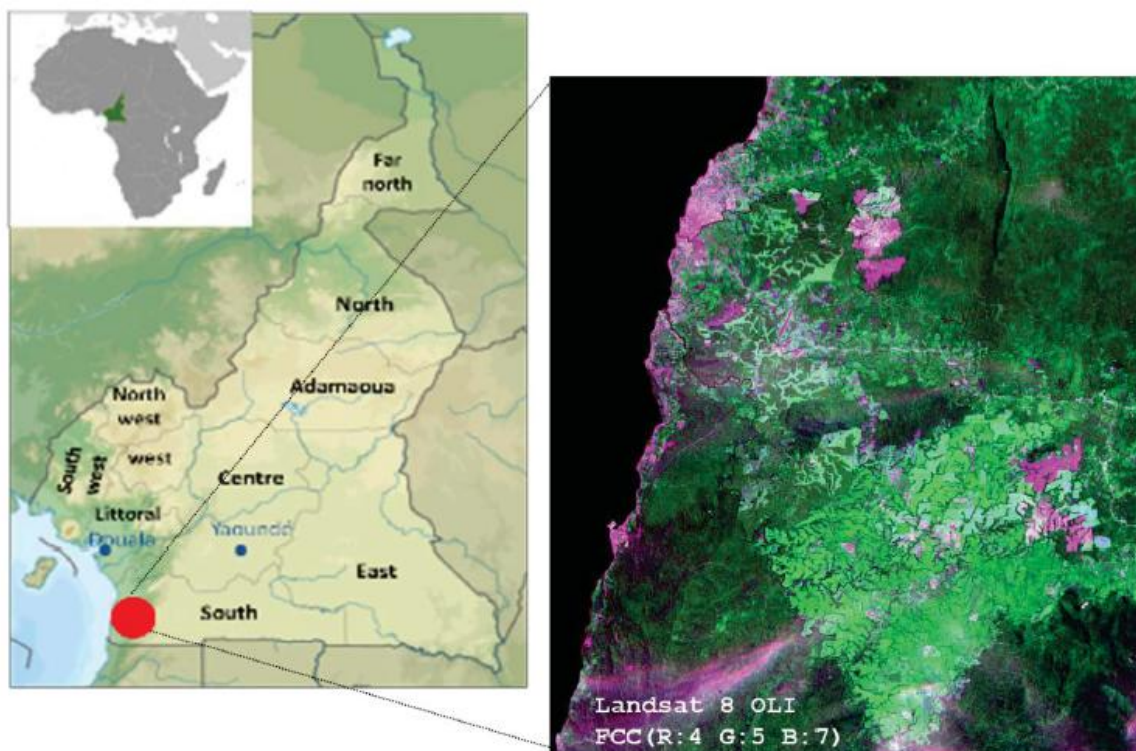 Far
north
North
Adamaoua
North
west
west
South
west
Centre
Littoral
Douala
Yaoundé
East
South
Landsat 8 OLI
FCC(R:4 G:5 B:7)